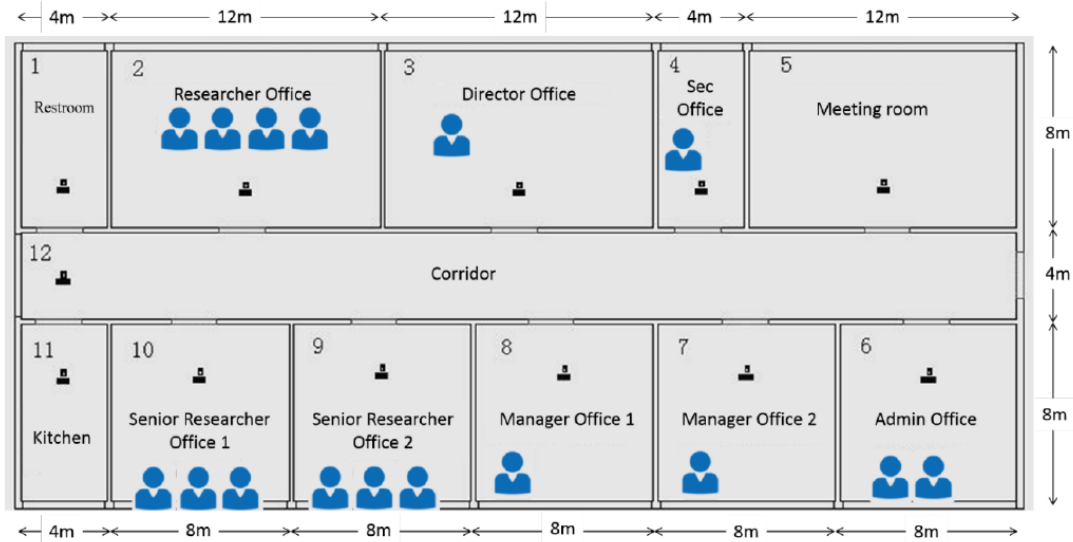 4m 12m 12m 4m 12m
1 2 3 4 5
Restroom
Researcher Office
Director Office
Sec
Office
Meeting room
8m
12
Corridor
4m
11 10 9 8 7 6
Kitchen
Senior Researcher
Office 1
Senior Researcher
Office 2
Manager Office 1
Manager Office 2
Admin Office
8m
4m 8m 8m 8m 8m 8m